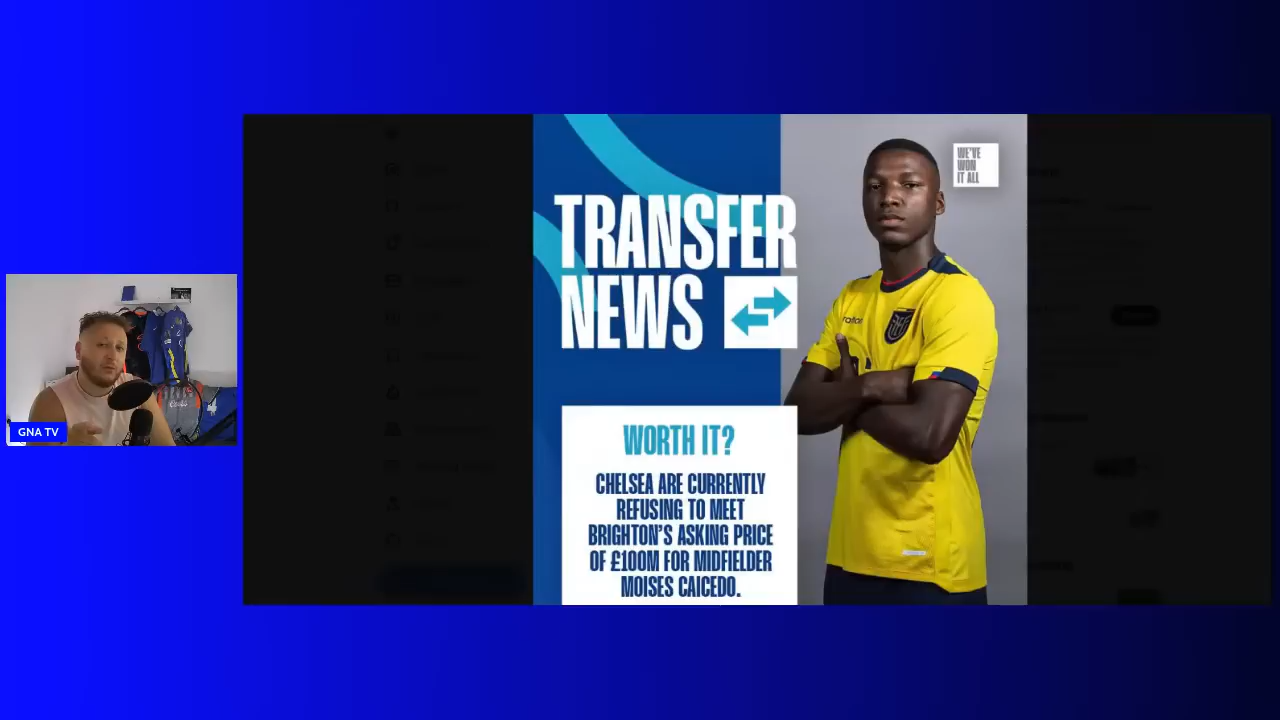 TRANSFER
NEWS
WE'VE
WON
IT ALL
WORTH IT?
CHELSEA ARE CURRENTLY
REFUSING TO MEET
BRIGHTON'S ASKING PRICE
OF £100M FOR MIDFIELDER
MOISES CAICEDO.
GNA TV